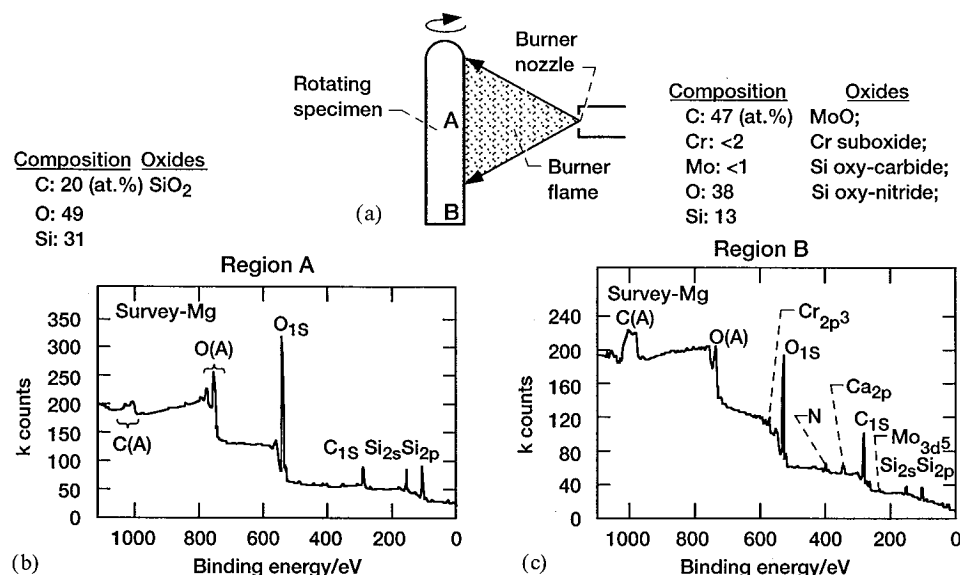 Rotating
specimen
A
B
Burner
nozzle
Burner
flame
(a)
Composition Oxides
C: 20 (at.%) SiO2
O: 49
Si: 31
Composition Oxides
C: 47 (at.%) MoO;
Cr: <2 Cr suboxide;
Mo: <1 Si oxy-carbide;
O: 38 Si oxy-nitride;
Si: 13
Region A
Survey-Mg
O1S
O(A)
C(A)
C1S Si2s Si2p
350
300
250
200
150
100
50
0
k counts
1000 800 600 400 200 0
Binding energy/eV
(b)
Region B
Survey-Mg
C(A)
O(A)
Cr2p3
O1S
N
Ca2p
C1S
Mo3d5
Si2s Si2p
240
200
160
120
80
40
0
k counts
1000 800 600 400 200 0
Binding energy/eV
(c)